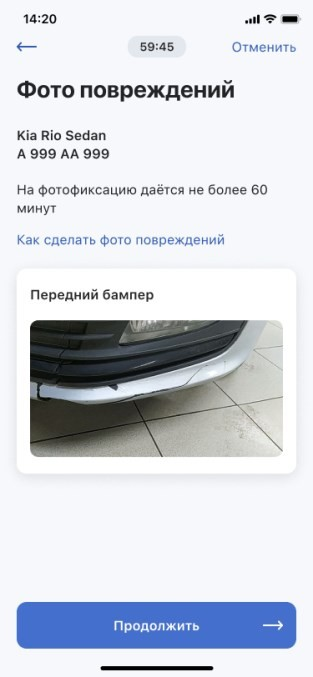 14:20
59:45
Отменить
Фото повреждений
Kia Rio Sedan
А 999 АА 999
На фотофиксацию даётся не более 60
минут
Как сделать фото повреждений
Передний бампер
Продолжить